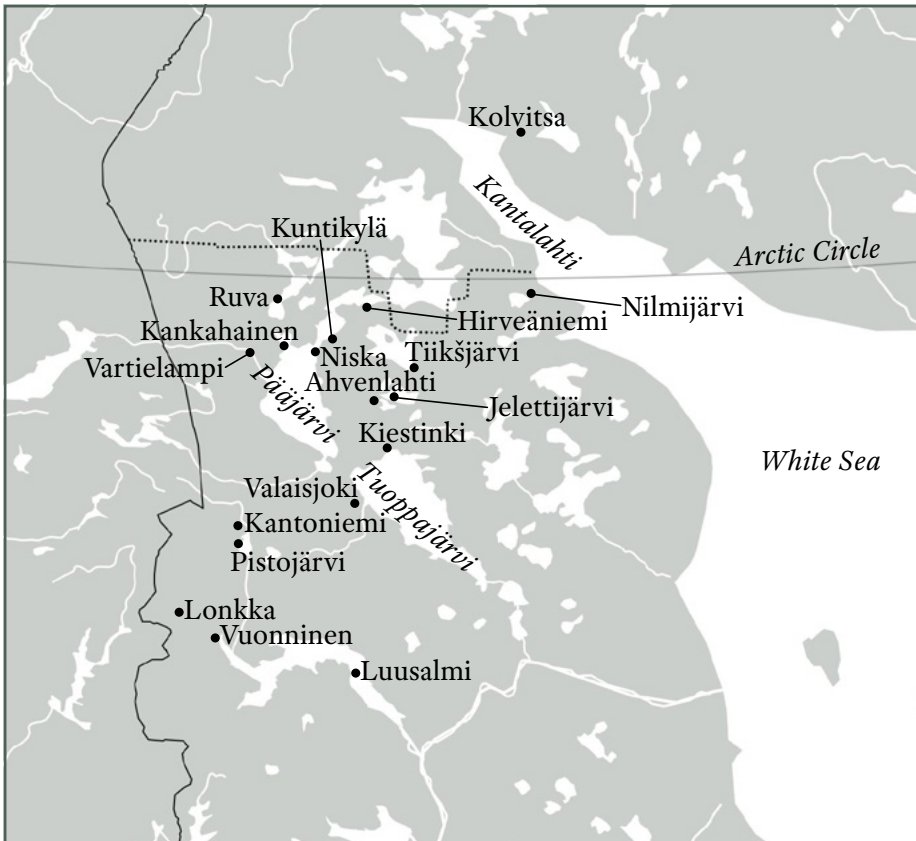 Kolvitsa
Kantalahti
Kuntikylä
Arctic Circle
Ruva
Nilmijärvi
Hirveäniemi
Kankahainen
Niska
Tiikšjärvi
Vartielampi
Ahvenlahti
Pääjärvi
Jelettijärvi
Kiestinki
White Sea
Valaisjoki
Tuoppajärvi
Kantoniemi
Pistojärvi
Lonkka
Vuonninen
Luusalmi